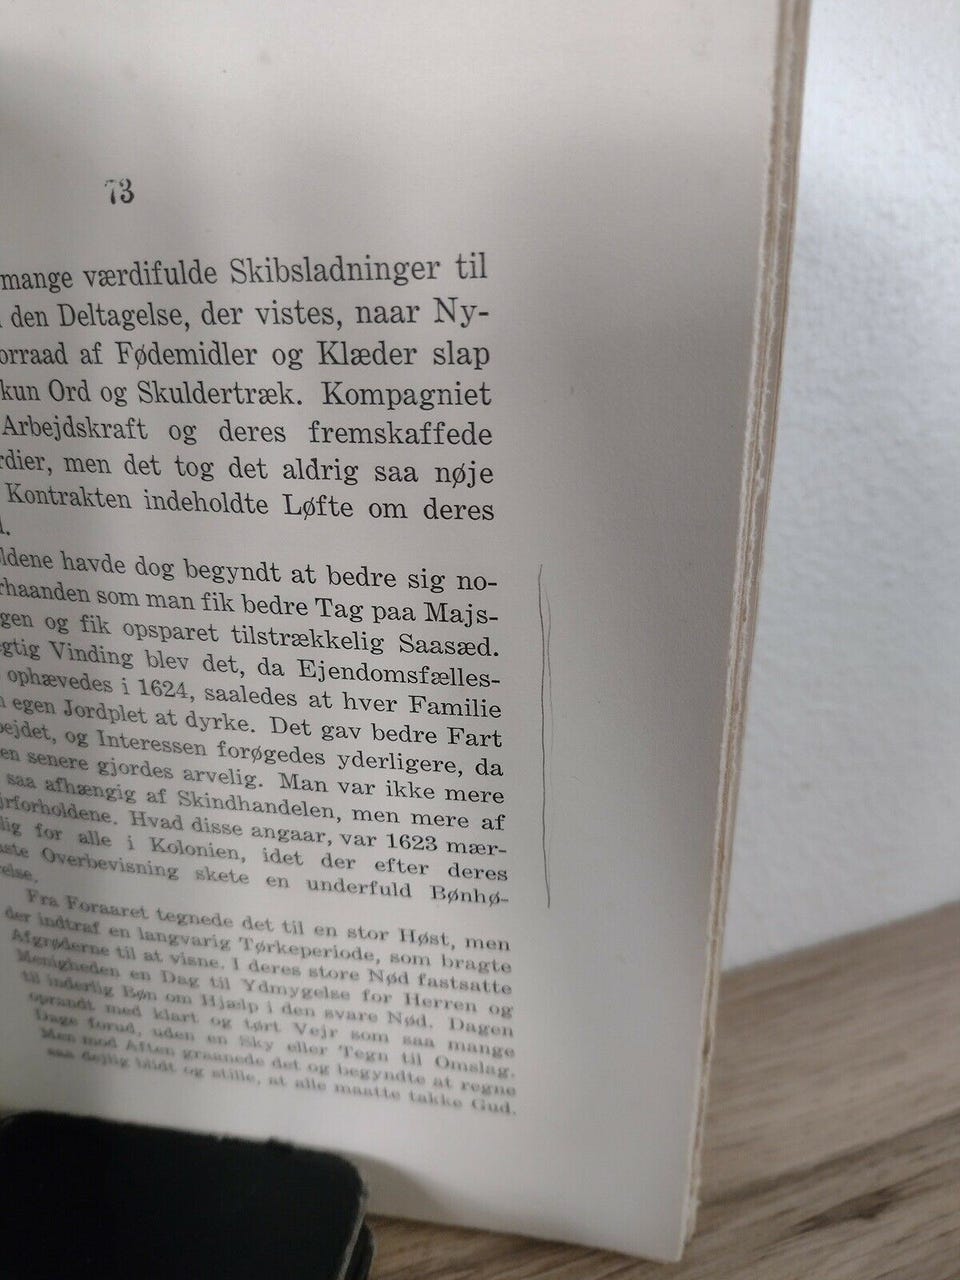 73
mange værdifulde Skibsladninger til
den Deltagelse, der vistes, naar Ny-
orraad af Fødemidler og Klæder slap
kun Ord og Skuldertræk. Kompagniet
Arbejdskraft og deres fremskaffede
rdier, men det tog det aldrig saa nøje
Kontrakten indeholdte Løfte om deres
ldene havde dog begyndt at bedre sig no-
rhaanden som man fik bedre Tag paa Majs-
gen og fik opsparet tilstrækkelig Saasæd.
gtig Vinding blev det, da Ejendomsfælles-
ophævedes i 1624, saaledes at hver Familie
egen Jordplet at dyrke. Det gav bedre Fart
bejdet, og Interessen forøgedes yderligere, da
en senere gjordes arvelig. Man var ikke mere
saa afhængig af Skindhandelen, men mere af
jrforholdene. Hvad disse angaar, var 1623 mær-
lig for alle i Kolonien, idet der efter deres
ste Overbevisning skete en underfuld Bønhø-
else.
Fra Foraaret tegnede det til en stor Høst, men
der indtraf en langvarig Tørkeperiode, som bragte
Afgrøderne til at visne. I deres store Nød fastsatte
Menigheden en Dag til Ydmygelse for Herren og
til inderlig Bøn om Hjælp i den svare Nød. Dagen
oprandt med klart og tørt Vejr som saa mange
Dage forud, uden en Sky eller Tegn til Omslag.
Men mod Aften graanede det og begyndte at regne
saa dejlig blidt og stille, at alle maatte takke Gud.